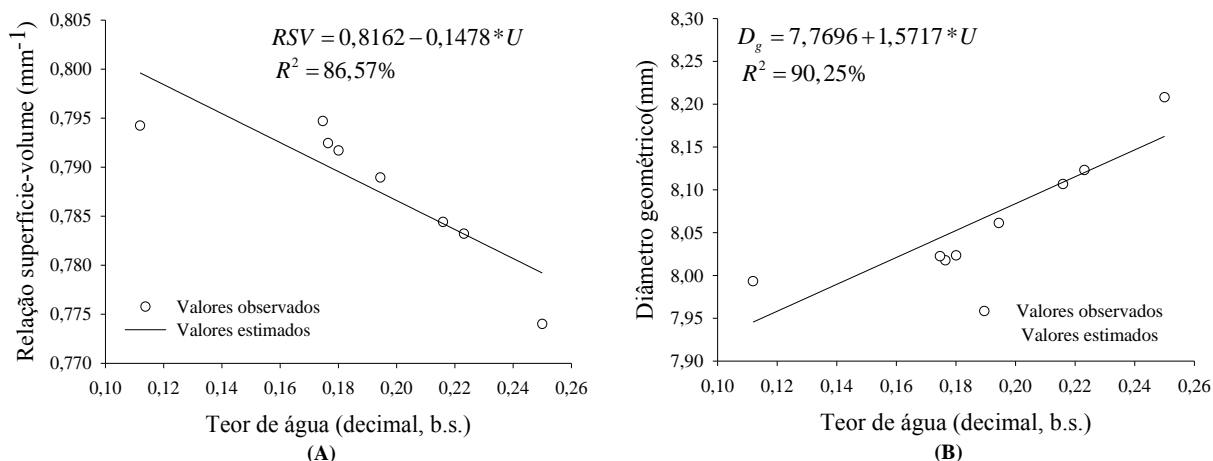 0,805
RSV = 0,8162 − 0,1478 * U
R² = 86,57%
0,800
0,795
0,790
0,785
0,780
0,775
0,770
Relação superfície-volume (mm⁻¹)
Valores observados
Valores estimados
0,10 0,12 0,14 0,16 0,18 0,20 0,22 0,24 0,26
Teor de água (decimal, b.s.)
(A)
8,30
D_g = 7,7696 + 1,5717 * U
R² = 90,25%
8,25
8,20
8,15
8,10
8,05
8,00
7,95
7,90
Diâmetro geométrico(mm)
Valores observados
Valores estimados
0,10 0,12 0,14 0,16 0,18 0,20 0,22 0,24 0,26
Teor de água (decimal, b.s.)
(B)